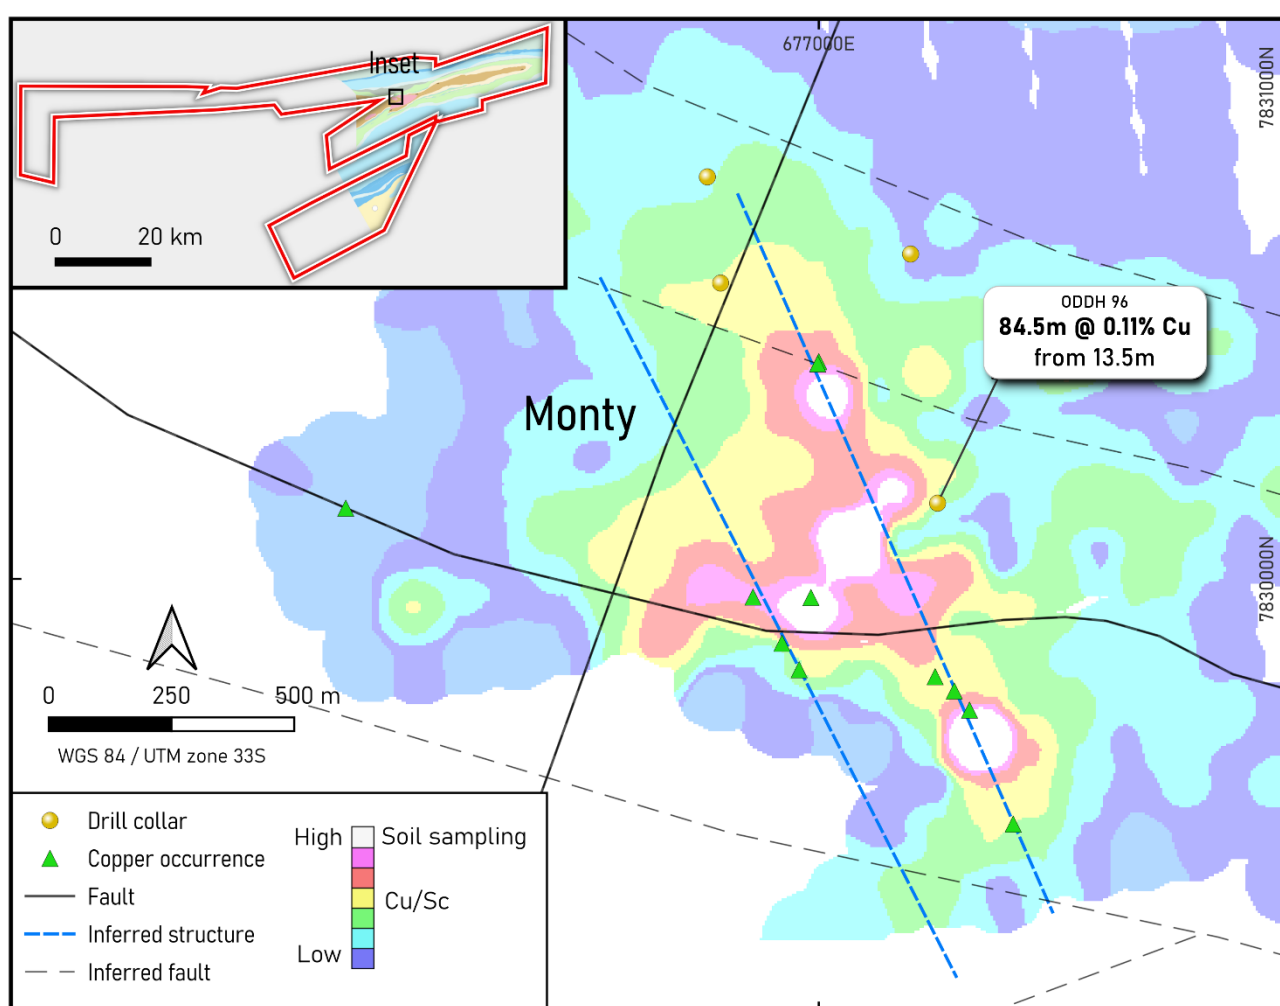 Inset
0 20 km
677000E
7831000N
ODDH 96
84.5m @ 0.11% Cu
from 13.5m
Monty
7830000N
0 250 500 m
WGS 84 / UTM zone 33S
Drill collar
Copper occurrence
Fault
Inferred structure
Inferred fault
High Soil sampling
Cu/Sc
Low